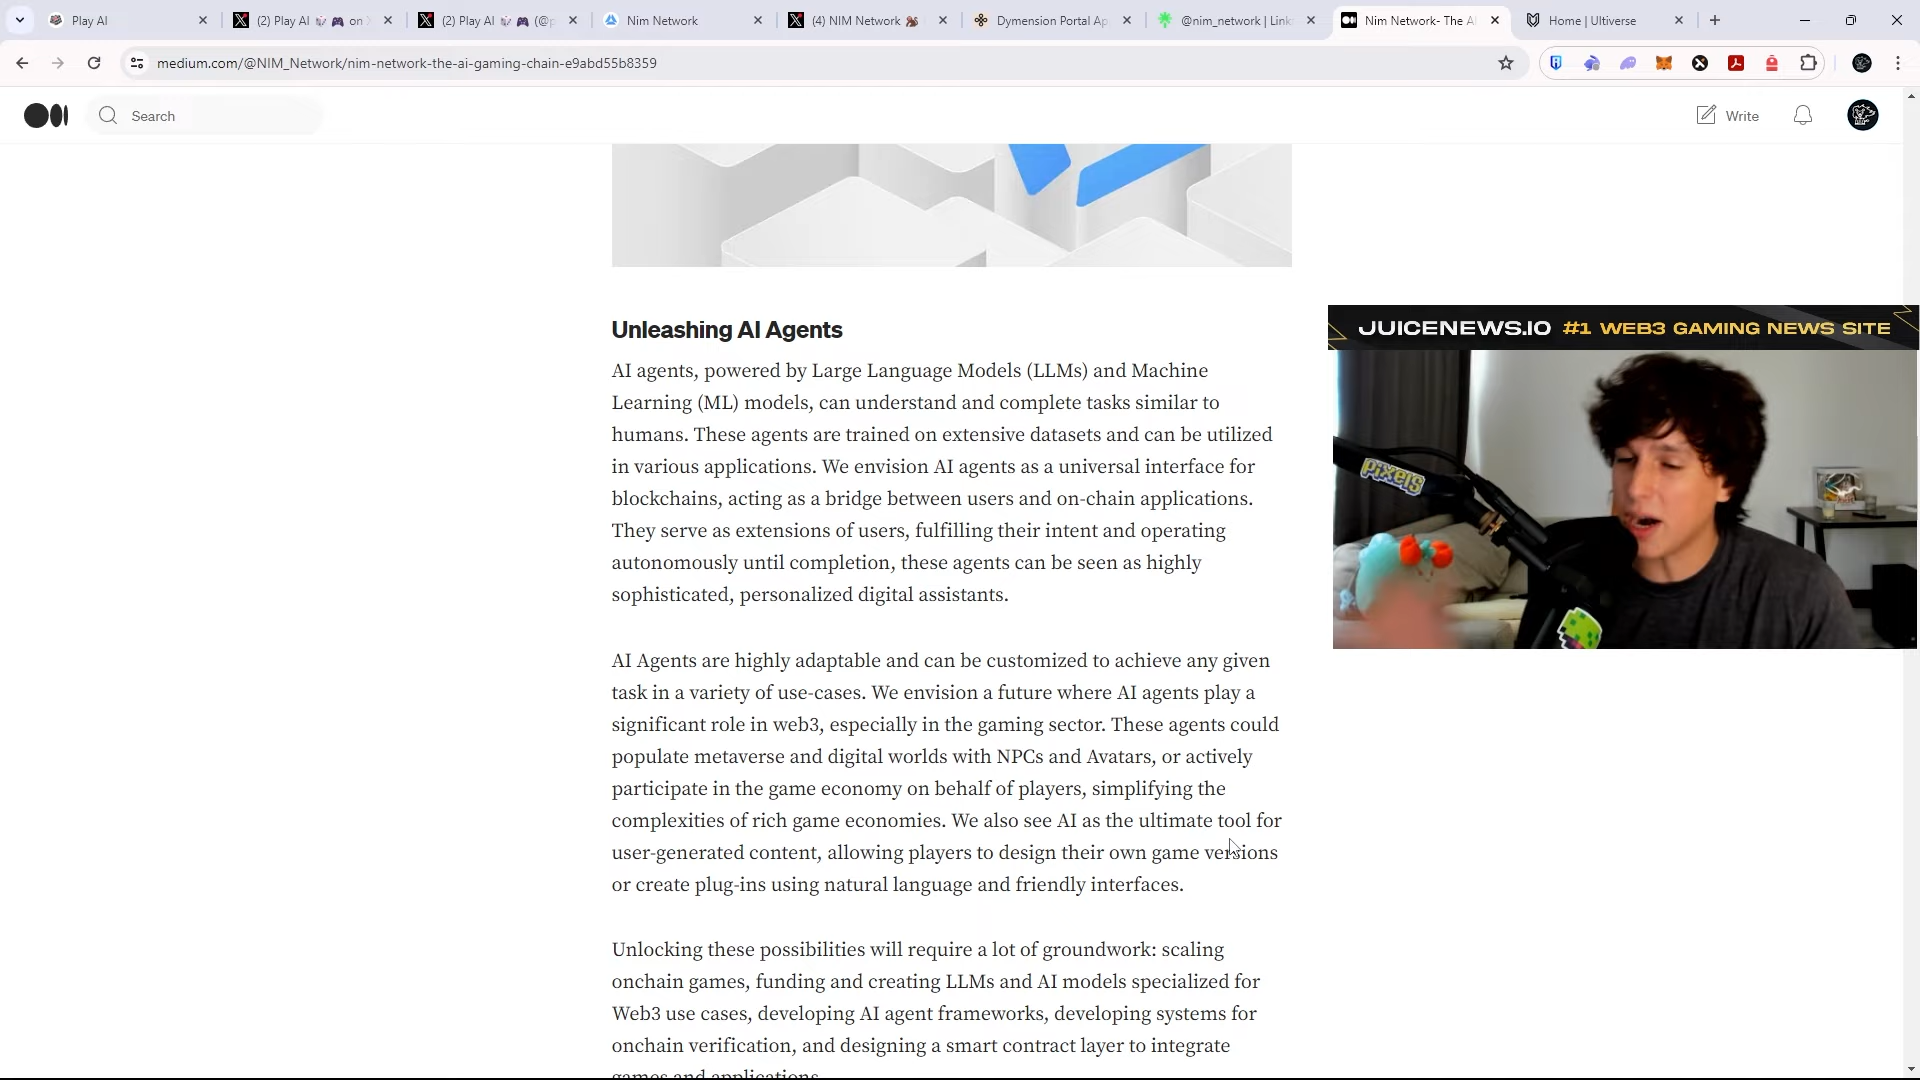 Play AI
(2) Play AI 🎲 🎮 on
(2) Play AI 🎲 🎮 (@p
Nim Network
(4) NIM Network
Dymension Portal Ap
@nim_network | Link
Nim Network- The AI
Home | Ultiverse
medium.com/@NIM_Network/nim-network-the-ai-gaming-chain-e9abd55b8359
Search
Write
Unleashing AI Agents
AI agents, powered by Large Language Models (LLMs) and Machine
Learning (ML) models, can understand and complete tasks similar to
humans. These agents are trained on extensive datasets and can be utilized
in various applications. We envision AI agents as a universal interface for
blockchains, acting as a bridge between users and on-chain applications.
They serve as extensions of users, fulfilling their intent and operating
autonomously until completion, these agents can be seen as highly
sophisticated, personalized digital assistants.
AI Agents are highly adaptable and can be customized to achieve any given
task in a variety of use-cases. We envision a future where AI agents play a
significant role in web3, especially in the gaming sector. These agents could
populate metaverse and digital worlds with NPCs and Avatars, or actively
participate in the game economy on behalf of players, simplifying the
complexities of rich game economies. We also see AI as the ultimate tool for
user-generated content, allowing players to design their own game versions
or create plug-ins using natural language and friendly interfaces.
Unlocking these possibilities will require a lot of groundwork: scaling
onchain games, funding and creating LLMs and AI models specialized for
Web3 use cases, developing AI agent frameworks, developing systems for
onchain verification, and designing a smart contract layer to integrate
games and applications.
JUICENEWS.IO #1 WEB3 GAMING NEWS SITE
PIXELS